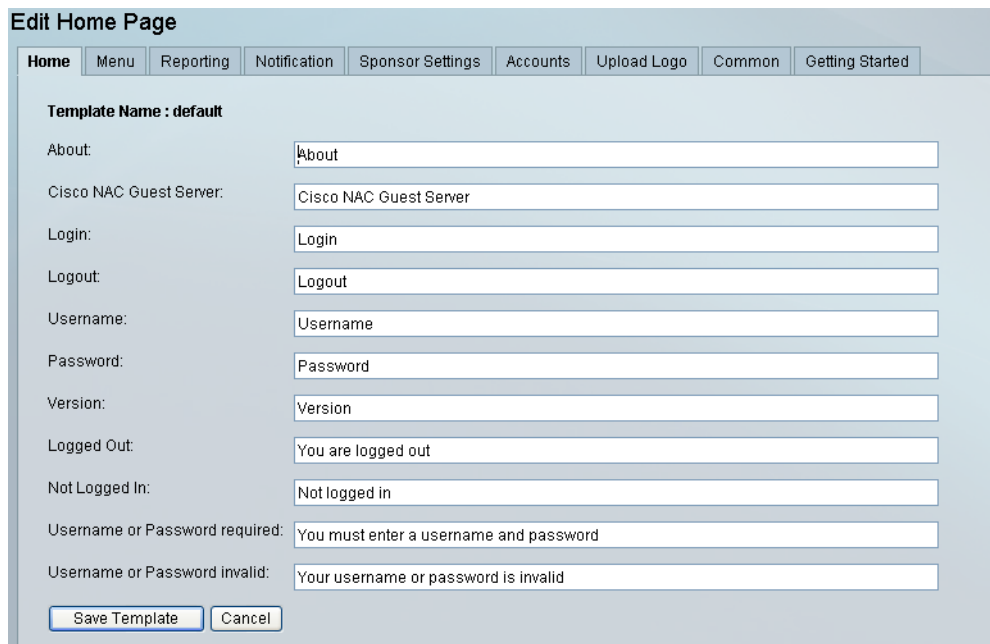 Edit Home Page
Home Menu Reporting Notification Sponsor Settings Accounts Upload Logo Common Getting Started
Template Name : default
About: About
Cisco NAC Guest Server: Cisco NAC Guest Server
Login: Login
Logout: Logout
Username: Username
Password: Password
Version: Version
Logged Out: You are logged out
Not Logged In: Not logged in
Username or Password required: You must enter a username and password
Username or Password invalid: Your username or password is invalid
Save Template Cancel